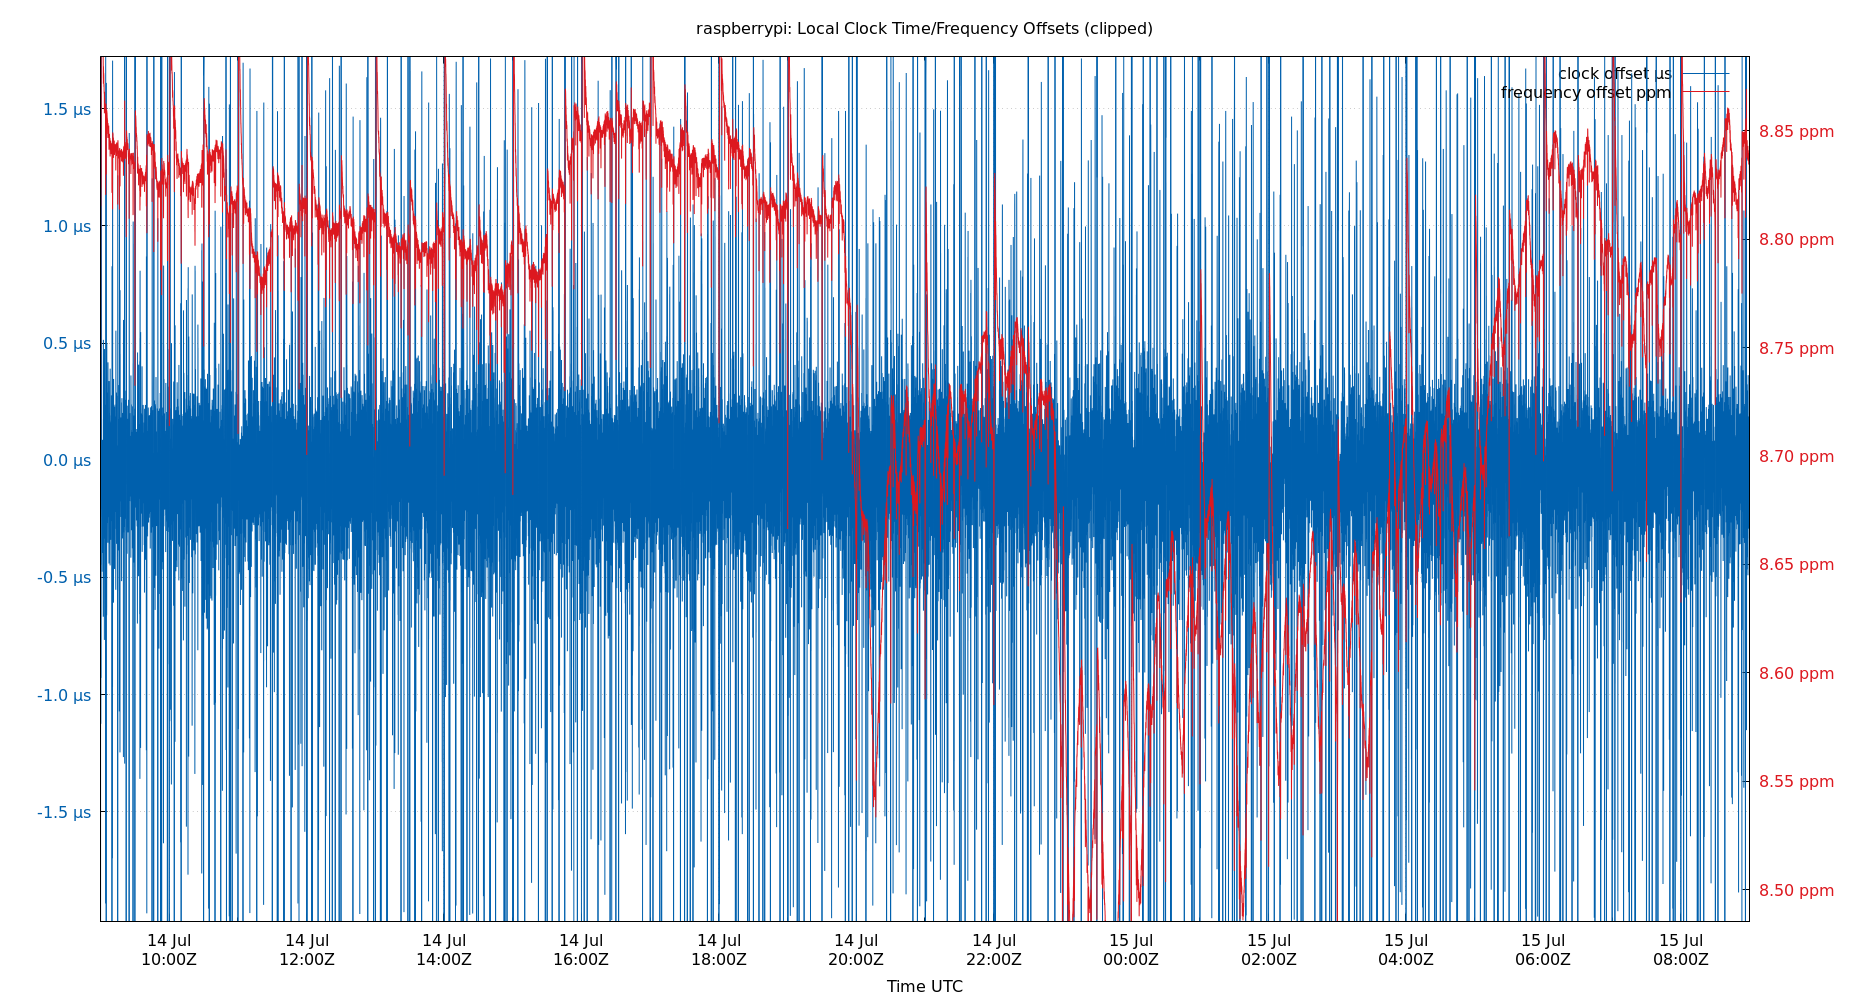 raspberrypi: Local Clock Time/Frequency Offsets (clipped)
clock offset µs
frequency offset ppm
1.5 µs
1.0 µs
0.5 µs
0.0 µs
-0.5 µs
-1.0 µs
-1.5 µs
8.85 ppm
8.80 ppm
8.75 ppm
8.70 ppm
8.65 ppm
8.60 ppm
8.55 ppm
8.50 ppm
14 Jul 14 Jul 14 Jul 14 Jul 14 Jul 14 Jul 14 Jul 15 Jul 15 Jul 15 Jul 15 Jul 15 Jul
10:00Z 12:00Z 14:00Z 16:00Z 18:00Z 20:00Z 22:00Z 00:00Z 02:00Z 04:00Z 06:00Z 08:00Z
Time UTC